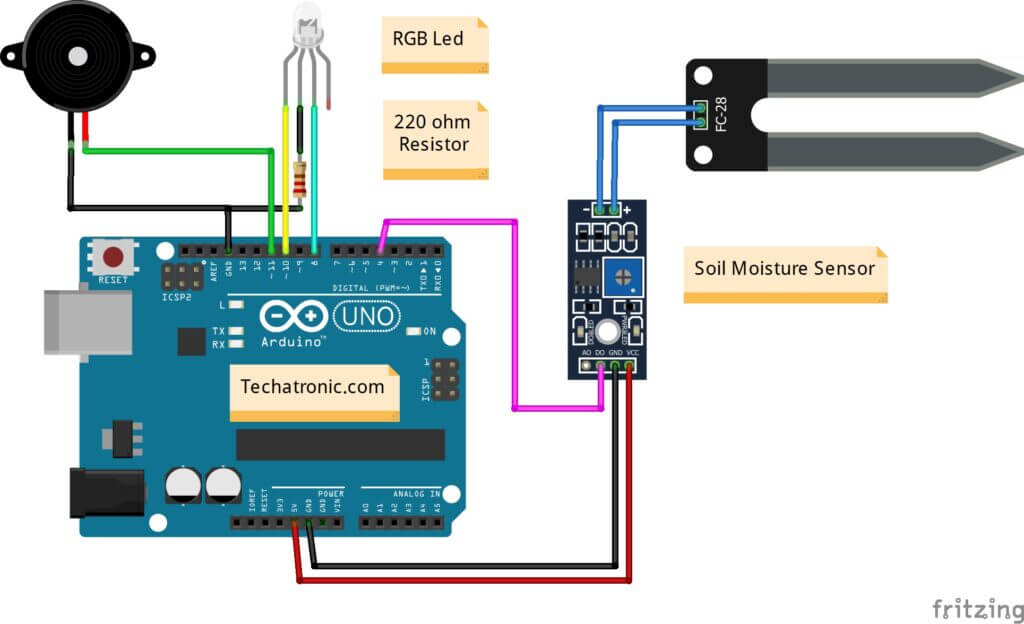 RGB Led
220 ohm
Resistor
FC-28
- +
Soil Moisture Sensor
RESET
ICSP2
AREF
GND
13
12
~11
~10
~9
8
7
~6
~5
4
~3
2
TX0▶1
RX0◀0
DIGITAL (PWM=~)
L
TX
RX
UNO
Arduino™
ON
1
ICSP
Techatronic.com
AO DO GND VCC
POWER
ANALOG IN
IOREF
RESET
3V3
5V
GND
GND
VIN
A0
A1
A2
A3
A4
A5
fritzing